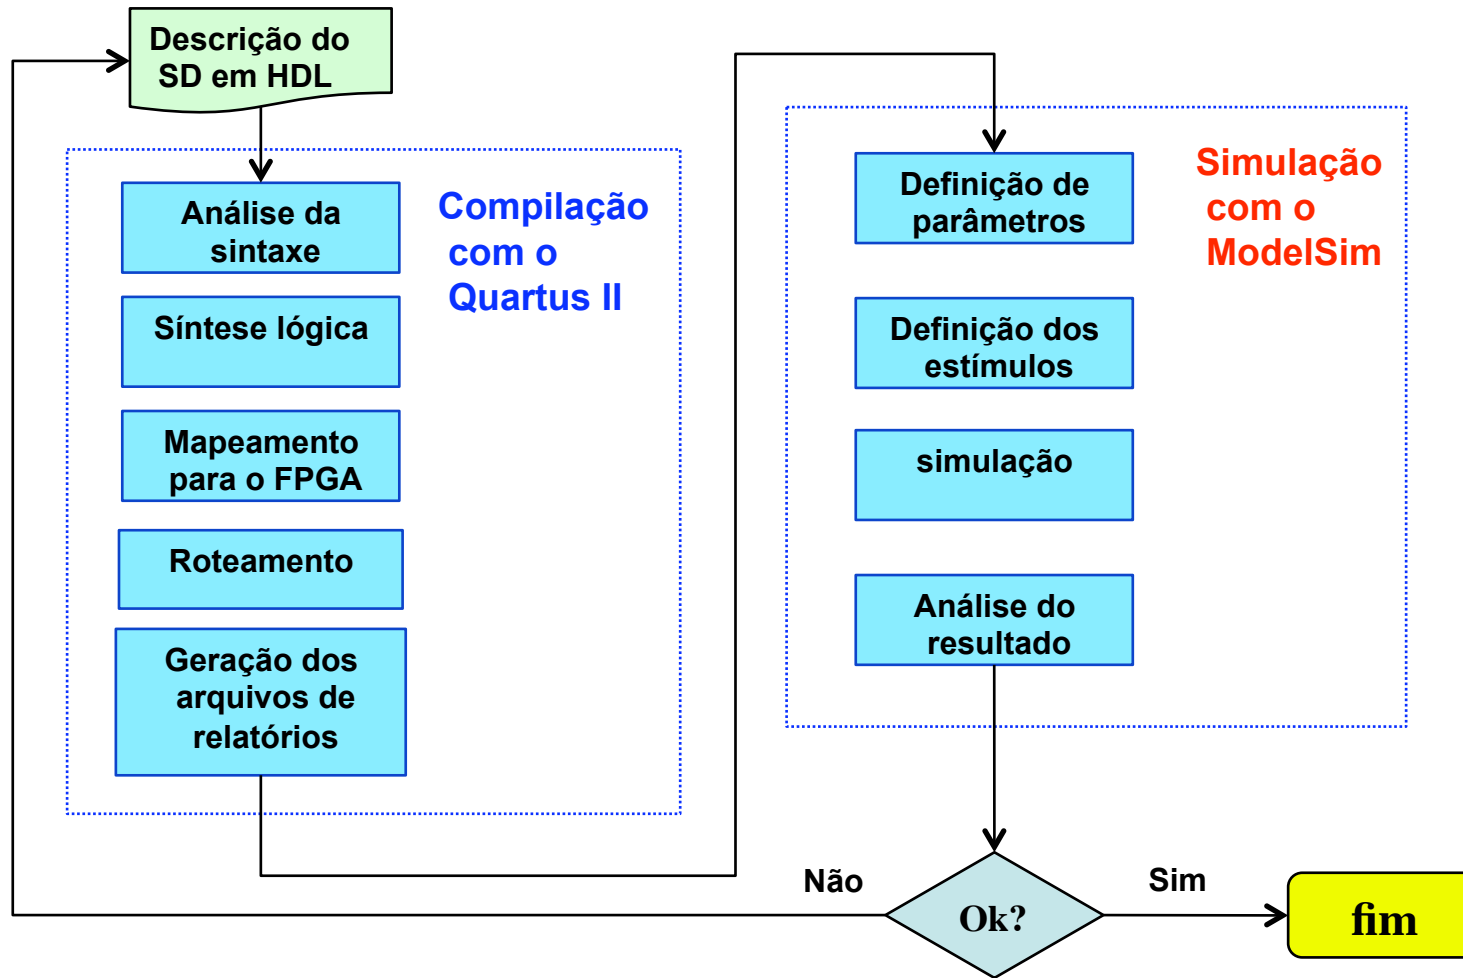 Descrição do
SD em HDL
Compilação
com o
Quartus II
Análise da
sintaxe
Síntese lógica
Mapeamento
para o FPGA
Roteamento
Geração dos
arquivos de
relatórios
Simulação
com o
ModelSim
Definição de
parâmetros
Definição dos
estímulos
simulação
Análise do
resultado
Não
Ok?
Sim
fim